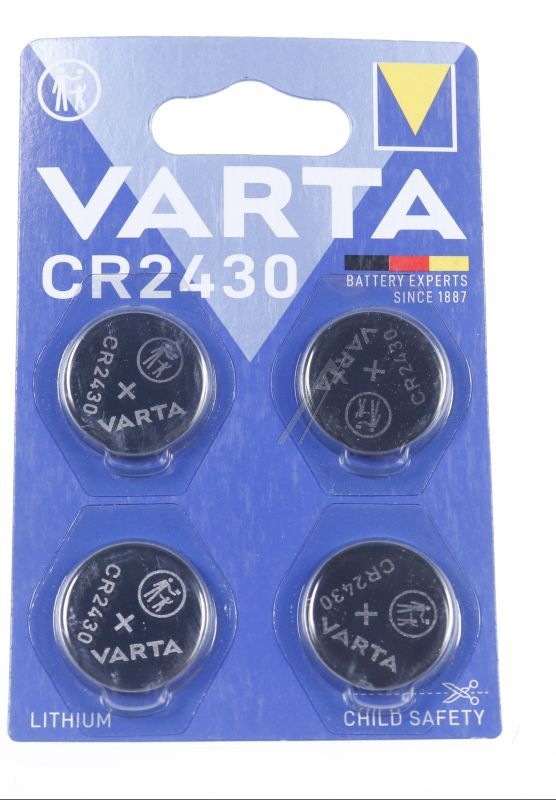 VARTA
CR2430
BATTERY EXPERTS
SINCE 1887
CR2430
+
VARTA
CR2430
+
VARTA
CR2430
+
VARTA
CR2430
+
VARTA
LITHIUM
CHILD SAFETY